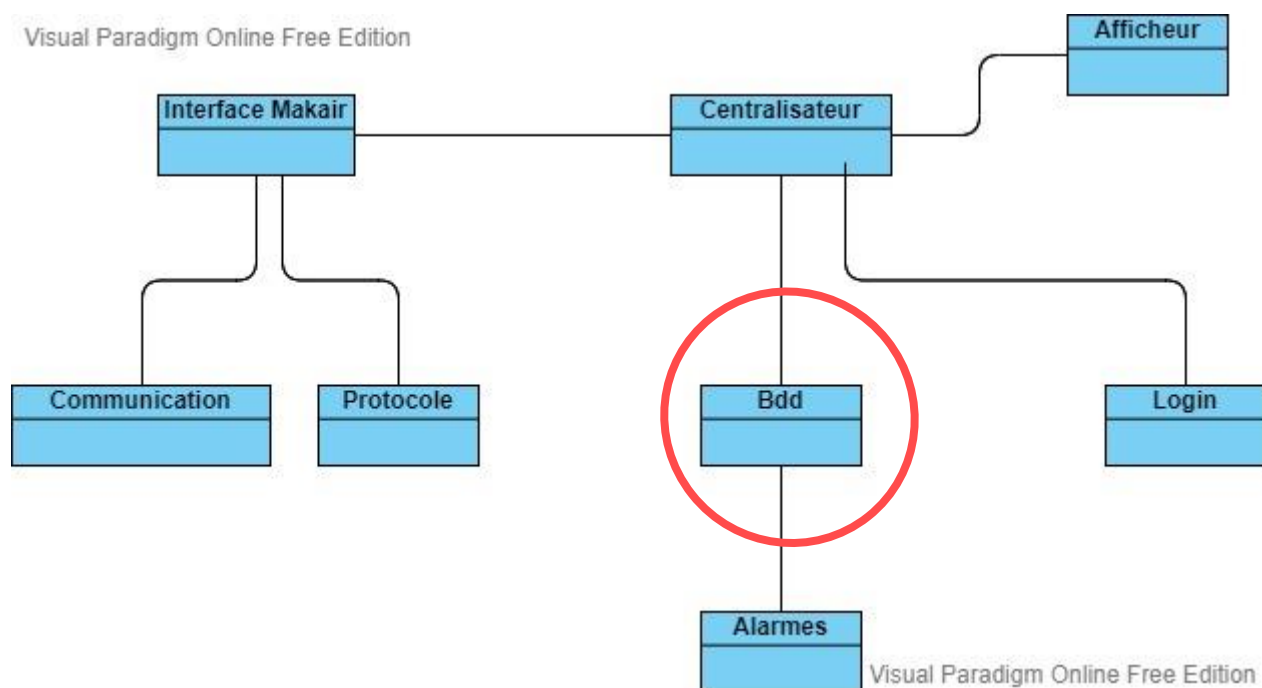 Visual Paradigm Online Free Edition
Afficheur
Interface Makair
Centralisateur
Communication
Protocole
Bdd
Login
Alarmes
Visual Paradigm Online Free Edition